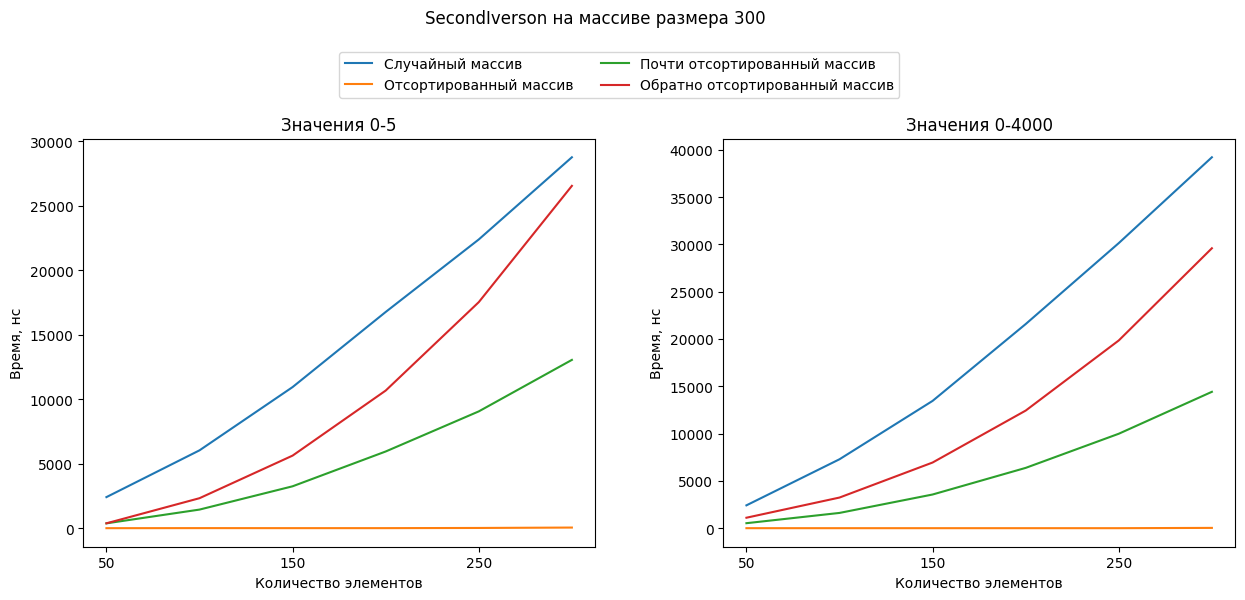 SecondIverson на массиве размера 300
Случайный массив
Отсортированный массив
Почти отсортированный массив
Обратно отсортированный массив
Значения 0-5
30000
25000
20000
15000
10000
5000
0
Время, нс
50
150
250
Количество элементов
Значения 0-4000
40000
35000
30000
25000
20000
15000
10000
5000
0
Время, нс
50
150
250
Количество элементов